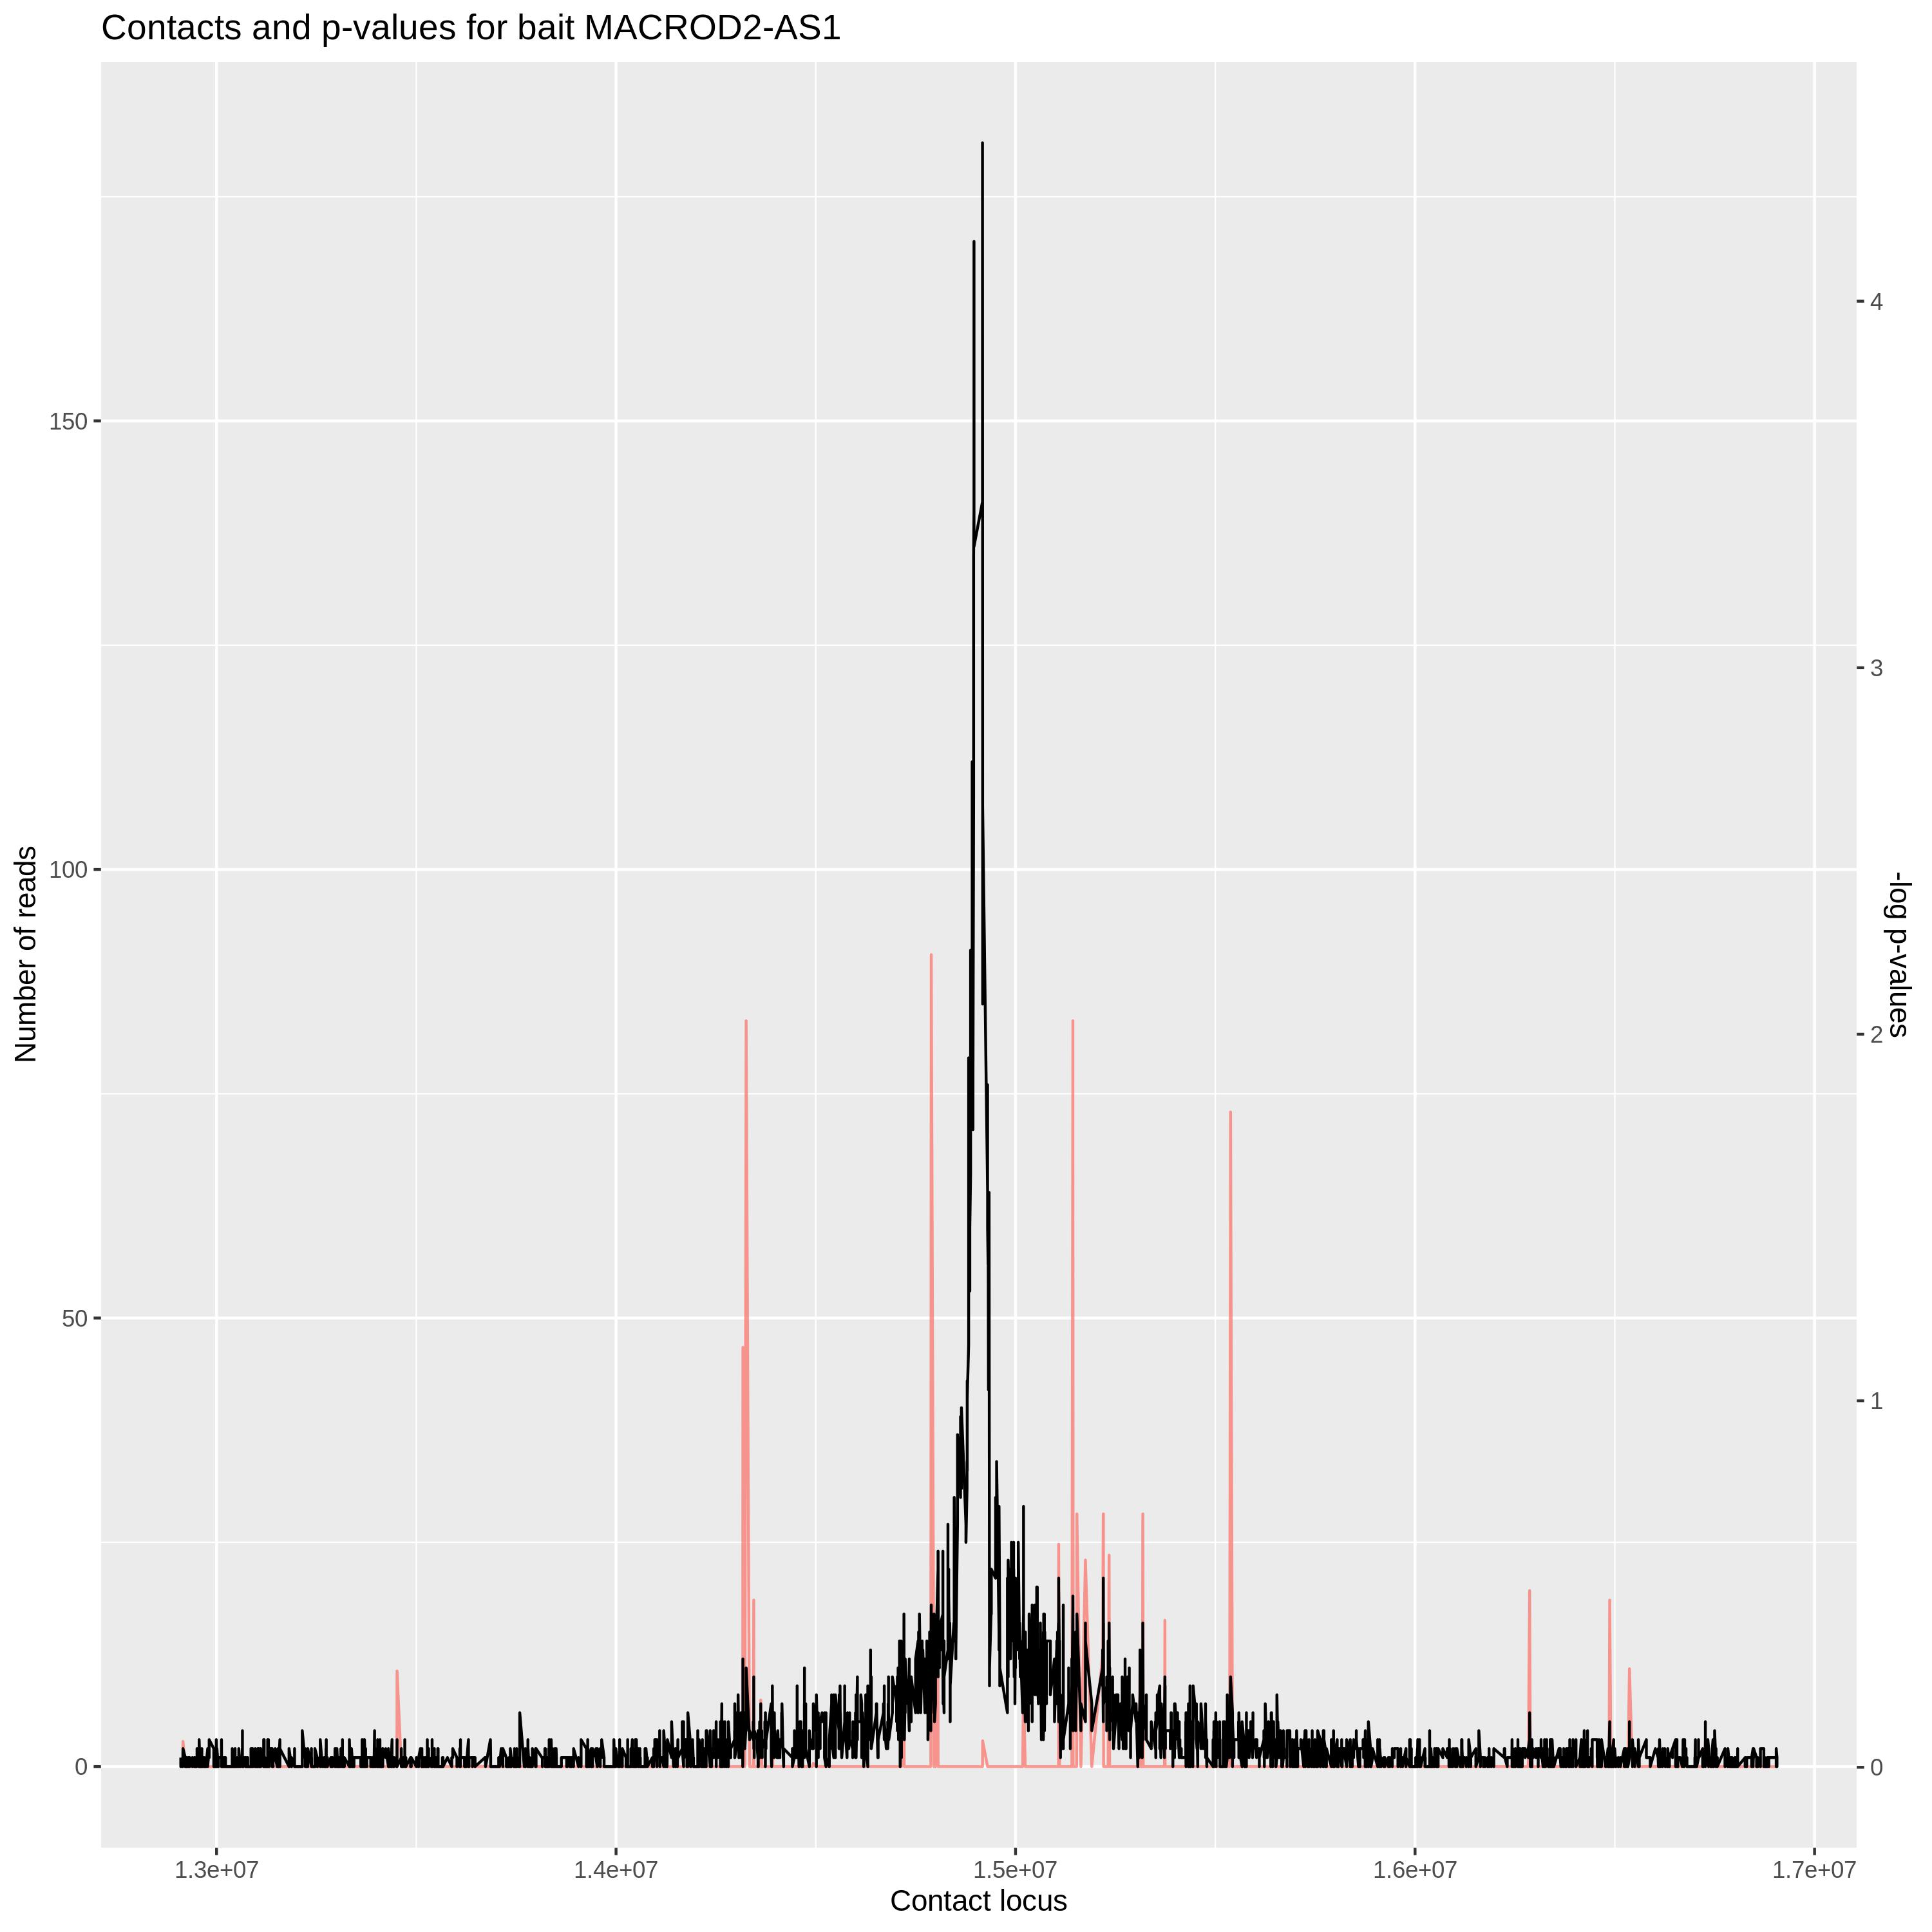 Contacts and p-values for bait MACROD2-AS1
Number of reads
150
100
50
0
4
3
2
1
0
-log p-values
1.3e+07
1.4e+07
1.5e+07
1.6e+07
1.7e+07
Contact locus